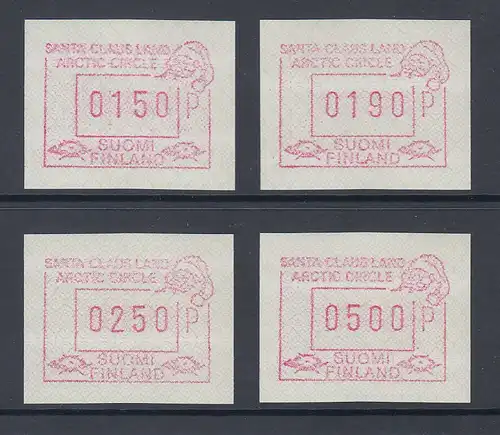 SANTA CLAUS LAND
ARCTIC CIRCLE
0150 P
SUOMI
FINLAND
SANTA CLAUS LAND
ARCTIC CIRCLE
0190 P
SUOMI
FINLAND
SANTA CLAUS LAND
ARCTIC CIRCLE
0250 P
SUOMI
FINLAND
SANTA CLAUS LAND
ARCTIC CIRCLE
0500 P
SUOMI
FINLAND